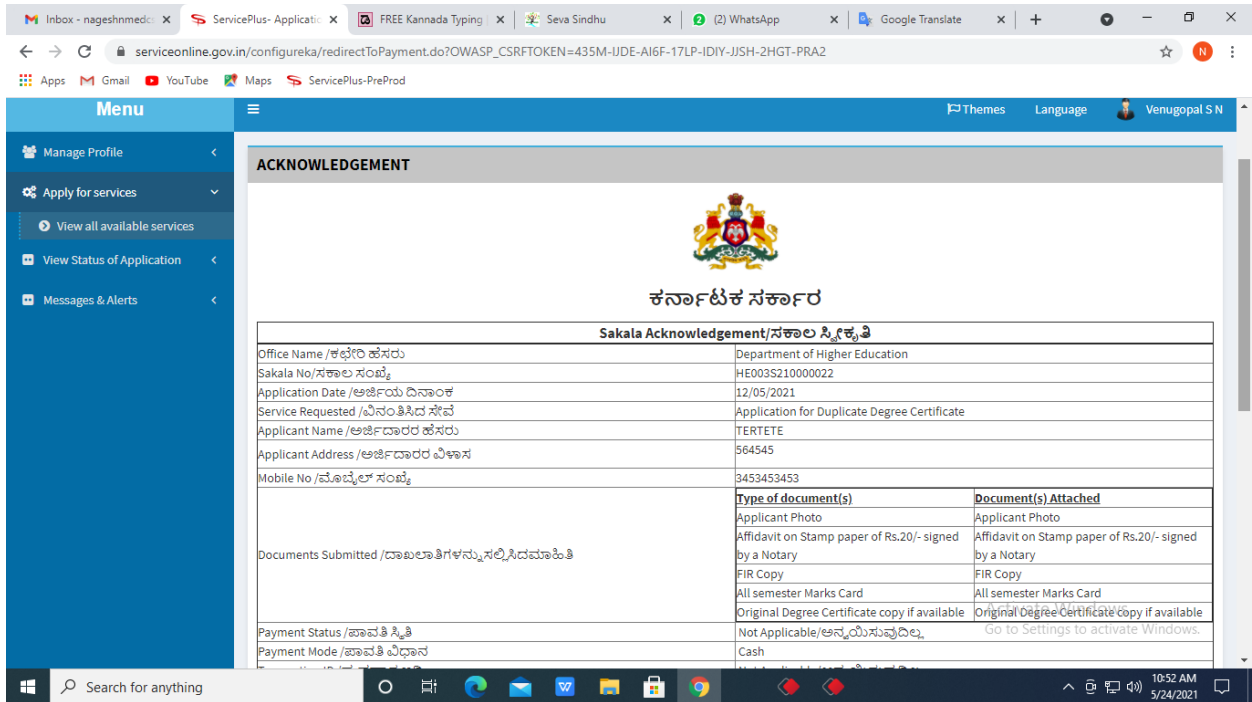 Inbox - nageshnmedc
ServicePlus- Applicatic
FREE Kannada Typing
Seva Sindhu
(2) WhatsApp
Google Translate
serviceonline.gov.in/configureka/redirectToPayment.do?OWASP_CSRFTOKEN=435M-IJDE-AI6F-17LP-IDIY-JJSH-2HGT-PRA2
N
Apps
Gmail
YouTube
Maps
ServicePlus-PreProd
Menu
Themes
Language
Venugopal S N
Manage Profile
Apply for services
View all available services
View Status of Application
Messages & Alerts
ACKNOWLEDGEMENT
ಕರ್ನಾಟಕ ಸರ್ಕಾರ
Sakala Acknowledgement/ಸಕಾಲ ಸ್ವೀಕೃತಿ
Office Name /ಕಛೇರಿ ಹೆಸರು Department of Higher Education
Sakala No/ಸಕಾಲ ಸಂಖ್ಯೆ HE003S210000022
Application Date /ಅರ್ಜಿಯ ದಿನಾಂಕ 12/05/2021
Service Requested /ವಿನಂತಿಸಿದ ಸೇವೆ Application for Duplicate Degree Certificate
Applicant Name /ಅರ್ಜಿದಾರರ ಹೆಸರು TERTETE
Applicant Address /ಅರ್ಜಿದಾರರ ವಿಳಾಸ 564545
Mobile No /ಮೊಬೈಲ್ ಸಂಖ್ಯೆ 3453453453
Documents Submitted /ದಾಖಲಾತಿಗಳನ್ನು ಸಲ್ಲಿಸಿದಮಾಹಿತಿ
Type of document(s) Document(s) Attached
Applicant Photo Applicant Photo
Affidavit on Stamp paper of Rs.20/- signed Affidavit on Stamp paper of Rs.20/- signed
by a Notary by a Notary
FIR Copy FIR Copy
All semester Marks Card All semester Marks Card
Original Degree Certificate copy if available Original Degree Certificate copy if available
Payment Status /ಪಾವತಿ ಸ್ಥಿತಿ Not Applicable/ಅನ್ವಯಿಸುವುದಿಲ್ಲ
Payment Mode /ಪಾವತಿ ವಿಧಾನ Cash
Activate Windows
Go to Settings to activate Windows.
Search for anything
10:52 AM
5/24/2021